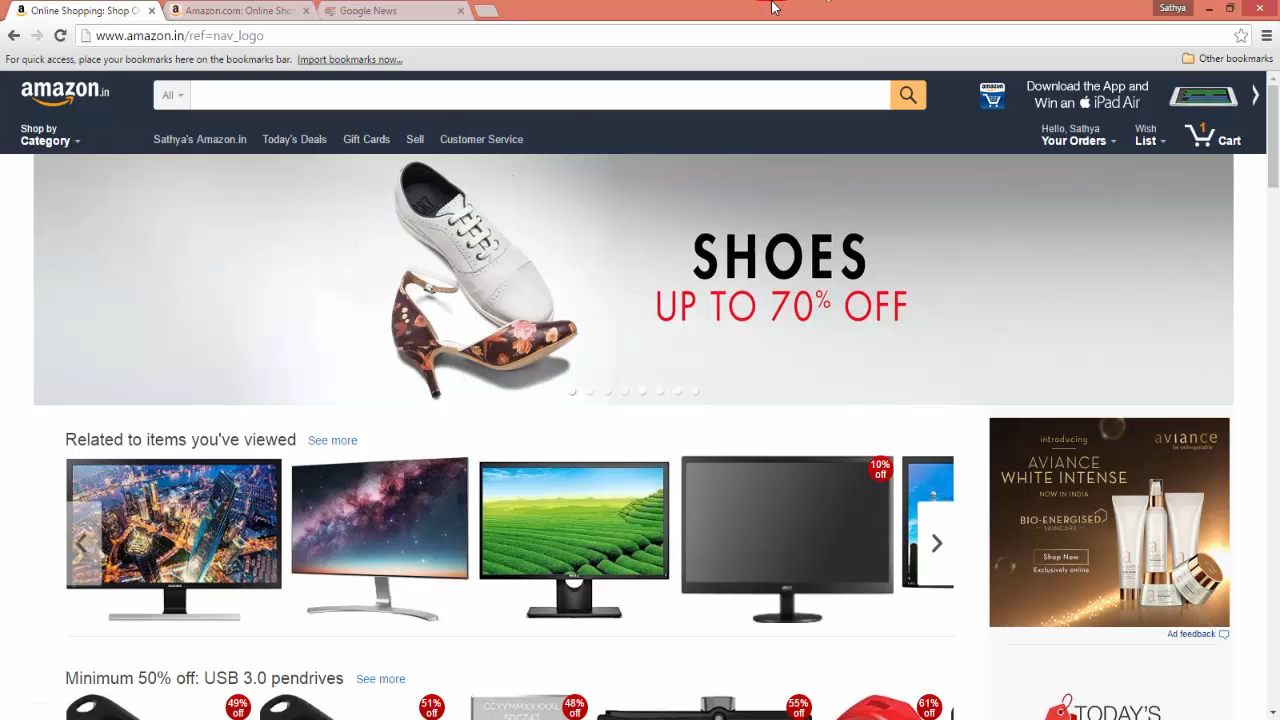 Online Shopping: Shop O
Amazon.com: Online Shop
Google News
Sathya
www.amazon.in/ref=nav_logo
For quick access, place your bookmarks here on the bookmarks bar. Import bookmarks now...
Other bookmarks
amazon.in
All
amazon
Download the App and
Win an iPad Air
Shop by
Category
Sathya's Amazon.in
Today's Deals
Gift Cards
Sell
Customer Service
Hello, Sathya
Your Orders
Wish
List
1
Cart
SHOES
UP TO 70% OFF
Related to items you've viewed See more
10%
off
introducing
aviance
be unforgettable
AVIANCE
WHITE INTENSE
NOW IN INDIA
BIO-ENERGISED
SKINCARE
Shop Now
Exclusively online
Ad feedback
Minimum 50% off: USB 3.0 pendrives See more
49%
off
51%
off
CCYYMMXXXXL
48%
off
55%
off
61%
off
TODAY'S